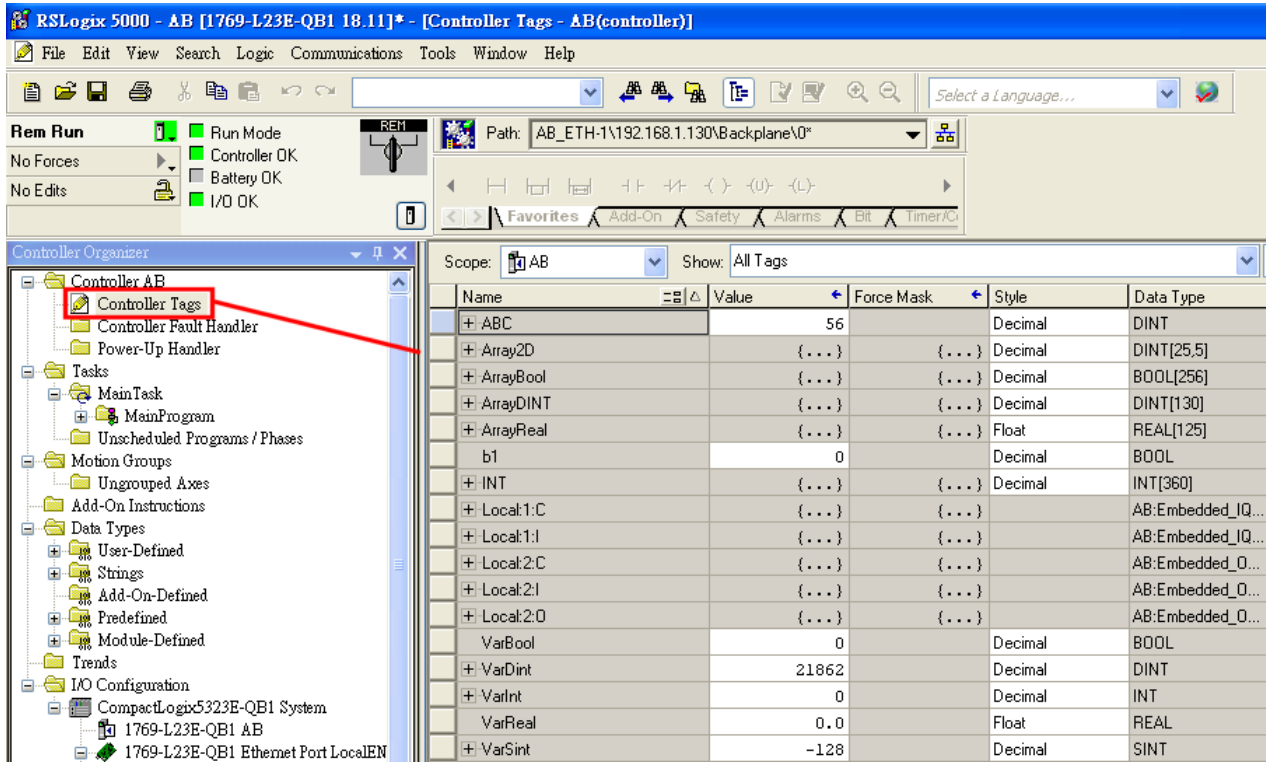 RSLogix 5000 - AB [1769-L23E-QB1 18.11]* - [Controller Tags - AB(controller)]
File Edit View Search Logic Communications Tools Window Help
Select a Language...
Rem Run
No Forces
No Edits
Run Mode
Controller OK
Battery OK
I/O OK
REM
Path: AB_ETH-1\192.168.1.130\Backplane\0*
Favorites Add-On Safety Alarms Bit Timer/C
Controller Organizer
Controller AB
Controller Tags
Controller Fault Handler
Power-Up Handler
Tasks
MainTask
MainProgram
Unscheduled Programs / Phases
Motion Groups
Ungrouped Axes
Add-On Instructions
Data Types
User-Defined
Strings
Add-On-Defined
Predefined
Module-Defined
Trends
I/O Configuration
CompactLogix5323E-QB1 System
1769-L23E-QB1 AB
1769-L23E-QB1 Ethernet Port LocalEN
Scope: AB Show: All Tags
Name Value Force Mask Style Data Type
ABC 56 Decimal DINT
Array2D {...} {...} Decimal DINT[25,5]
ArrayBool {...} {...} Decimal BOOL[256]
ArrayDINT {...} {...} Decimal DINT[130]
ArrayReal {...} {...} Float REAL[125]
b1 0 Decimal BOOL
INT {...} {...} Decimal INT[360]
Local:1:C {...} {...} AB:Embedded_IQ...
Local:1:I {...} {...} AB:Embedded_IQ...
Local:2:C {...} {...} AB:Embedded_O...
Local:2:I {...} {...} AB:Embedded_O...
Local:2:O {...} {...} AB:Embedded_O...
VarBool 0 Decimal BOOL
VarDint 21862 Decimal DINT
VarInt 0 Decimal INT
VarReal 0.0 Float REAL
VarSint -128 Decimal SINT